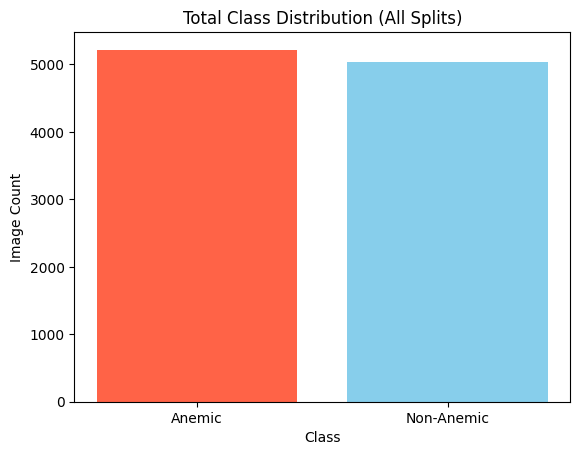 Total Class Distribution (All Splits)
Image Count
5000
4000
3000
2000
1000
0
Anemic
Non-Anemic
Class